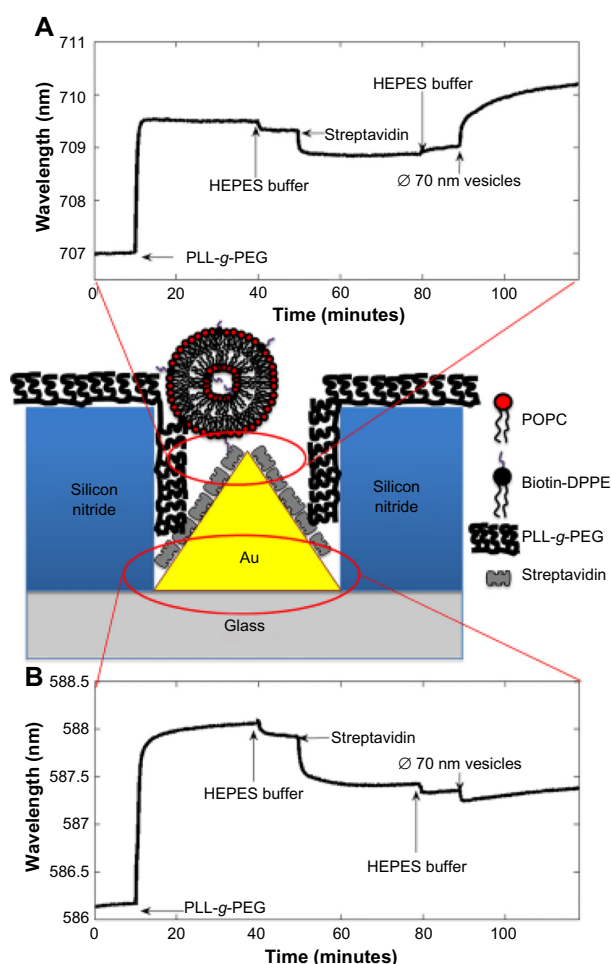 A
711
710
709
708
707
Wavelength (nm)
HEPES buffer
Streptavidin
HEPES buffer
Ø 70 nm vesicles
PLL-g-PEG
0
20
40
60
80
100
Time (minutes)
POPC
Biotin-DPPE
PLL-g-PEG
Streptavidin
Silicon
nitride
Silicon
nitride
Au
Glass
B
588.5
588
587.5
587
586.5
586
Wavelength (nm)
Streptavidin
Ø 70 nm vesicles
HEPES buffer
HEPES buffer
PLL-g-PEG
0
20
40
60
80
100
Time (minutes)